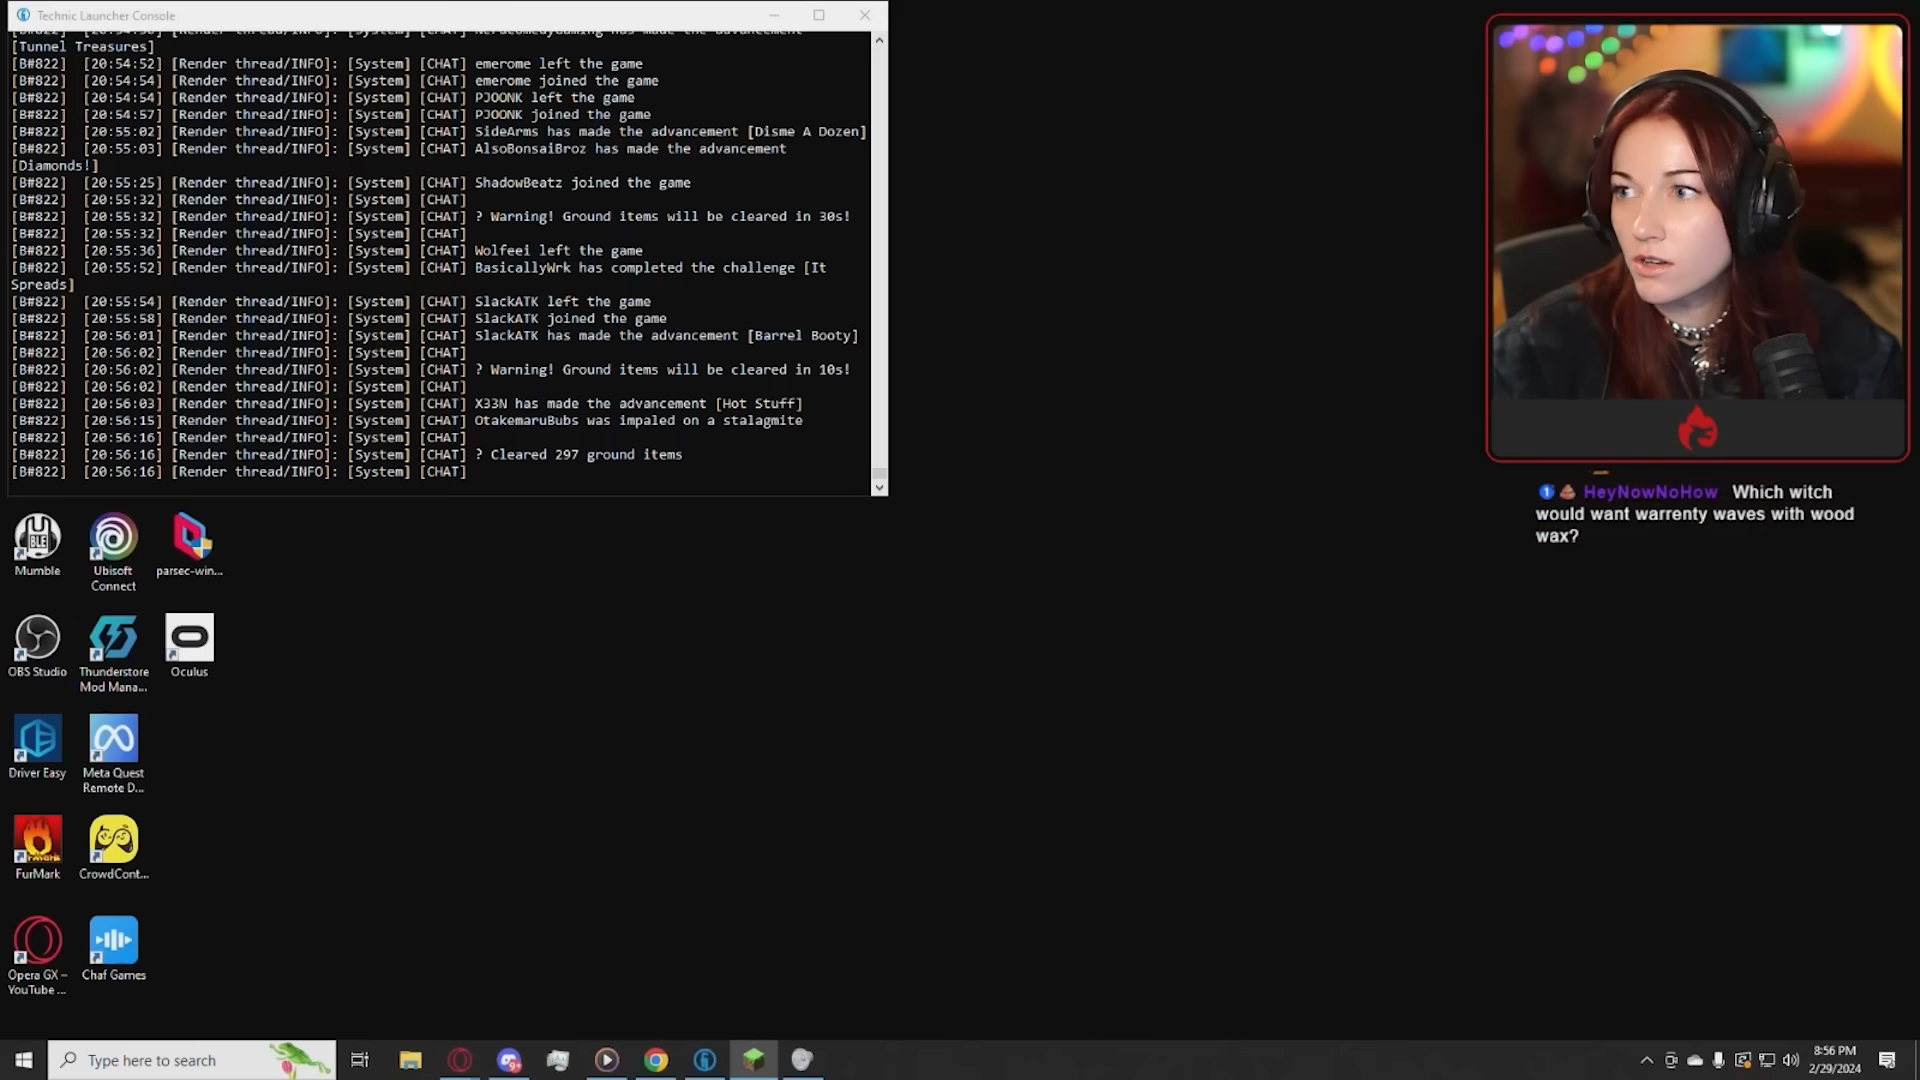 Technic Launcher Console
[Tunnel Treasures]
[B#822] [20:54:52] [Render thread/INFO]: [System] [CHAT] emerome left the game
[B#822] [20:54:54] [Render thread/INFO]: [System] [CHAT] emerome joined the game
[B#822] [20:54:54] [Render thread/INFO]: [System] [CHAT] PJOONK left the game
[B#822] [20:54:57] [Render thread/INFO]: [System] [CHAT] PJOONK joined the game
[B#822] [20:55:02] [Render thread/INFO]: [System] [CHAT] SideArms has made the advancement [Disme A Dozen]
[B#822] [20:55:03] [Render thread/INFO]: [System] [CHAT] AlsoBonsaiBroz has made the advancement
[Diamonds!]
[B#822] [20:55:25] [Render thread/INFO]: [System] [CHAT] ShadowBeatz joined the game
[B#822] [20:55:32] [Render thread/INFO]: [System] [CHAT]
[B#822] [20:55:32] [Render thread/INFO]: [System] [CHAT] ? Warning! Ground items will be cleared in 30s!
[B#822] [20:55:32] [Render thread/INFO]: [System] [CHAT]
[B#822] [20:55:36] [Render thread/INFO]: [System] [CHAT] Wolfeei left the game
[B#822] [20:55:52] [Render thread/INFO]: [System] [CHAT] BasicallyWrk has completed the challenge [It
Spreads]
[B#822] [20:55:54] [Render thread/INFO]: [System] [CHAT] SlackATK left the game
[B#822] [20:55:58] [Render thread/INFO]: [System] [CHAT] SlackATK joined the game
[B#822] [20:56:01] [Render thread/INFO]: [System] [CHAT] SlackATK has made the advancement [Barrel Booty]
[B#822] [20:56:02] [Render thread/INFO]: [System] [CHAT]
[B#822] [20:56:02] [Render thread/INFO]: [System] [CHAT] ? Warning! Ground items will be cleared in 10s!
[B#822] [20:56:02] [Render thread/INFO]: [System] [CHAT]
[B#822] [20:56:03] [Render thread/INFO]: [System] [CHAT] X33N has made the advancement [Hot Stuff]
[B#822] [20:56:15] [Render thread/INFO]: [System] [CHAT] OtakemaruBubs was impaled on a stalagmite
[B#822] [20:56:16] [Render thread/INFO]: [System] [CHAT]
[B#822] [20:56:16] [Render thread/INFO]: [System] [CHAT] ? Cleared 297 ground items
[B#822] [20:56:16] [Render thread/INFO]: [System] [CHAT]
HeyNowNoHow Which witch
would want warrenty waves with wood
wax?
Mumble
Ubisoft
Connect
parsec-win...
OBS Studio
Thunderstore
Mod Mana...
Oculus
Driver Easy
Meta Quest
Remote D...
FurMark
CrowdCont...
Opera GX –
YouTube ...
Chaf Games
Type here to search
8:56 PM
2/29/2024